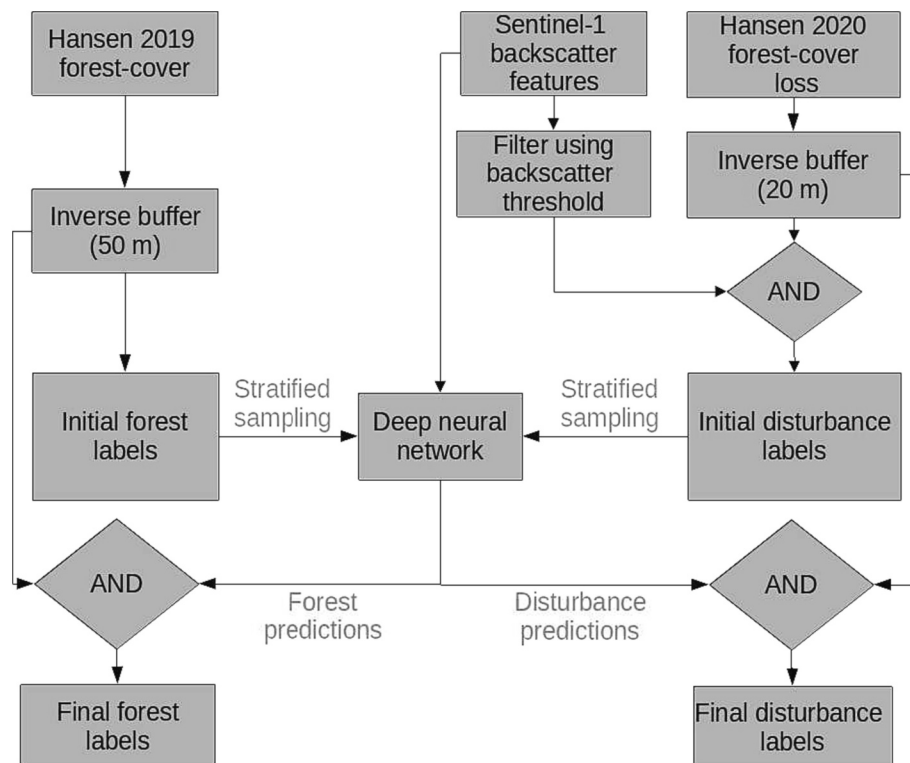 Hansen 2019
forest-cover
Sentinel-1
backscatter
features
Hansen 2020
forest-cover
loss
Filter using
backscatter
threshold
Inverse buffer
(20 m)
Inverse buffer
(50 m)
AND
Initial forest
labels
Stratified
sampling
Deep neural
network
Stratified
sampling
Initial disturbance
labels
AND
Forest
predictions
Disturbance
predictions
AND
Final forest
labels
Final disturbance
labels